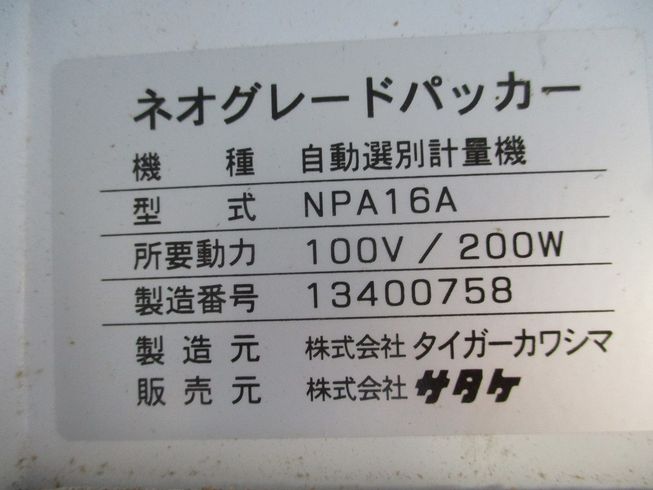 ネオグレードパッカー
機種 自動選別計量機
型式 NPA16A
所要動力 100V / 200W
製造番号 13400758
製造元 株式会社 タイガーカワシマ
販売元 株式会社 サタケ